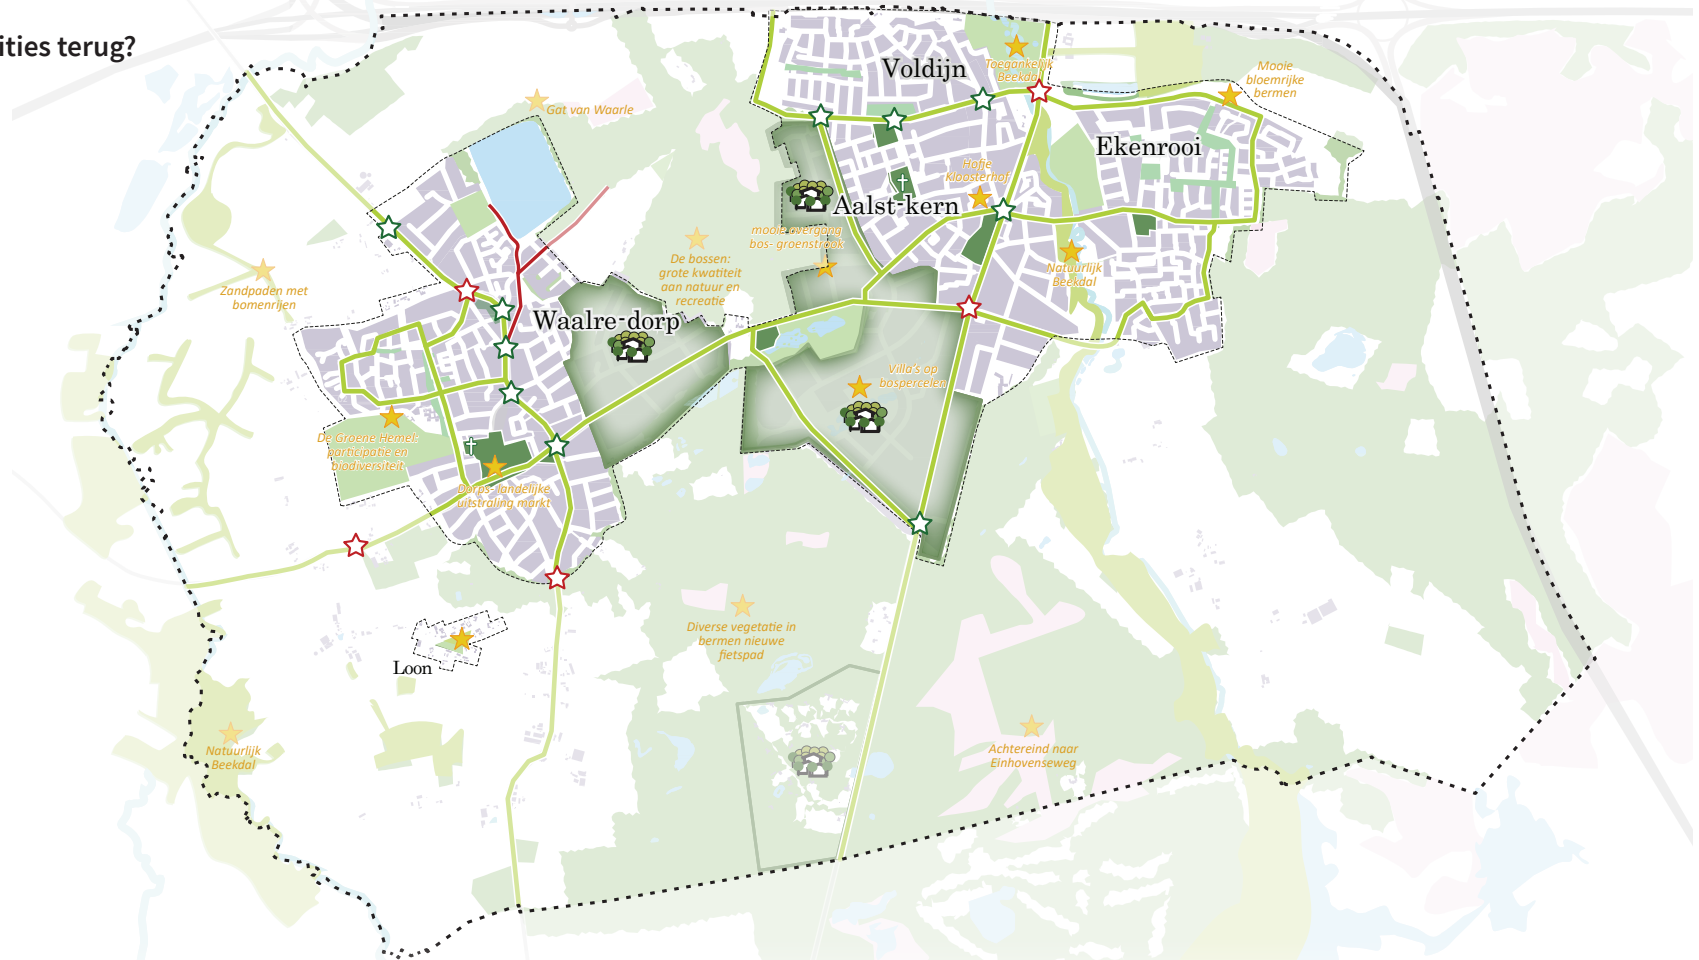 ities terug?
Voldijn
Toegankelijk
Beekdal
Mooie
bloemrijke
bermen
Gat van Waarle
Ekenrooi
Hofje
Kloosterhof
Aalst-kern
mooie overgang
bos- groenstrook
De bossen:
grote kwatiteit
aan natuur en
recreatie
Natuurlijk
Beekdal
Zandpaden met
bomenrijen
Waalre-dorp
Villa's op
bospercelen
De Groene Hemel:
participatie en
biodiversiteit
Dorps- landelijke
uitstraling markt
Diverse vegetatie in
bermen nieuwe
fietspad
Loon
Natuurlijk
Beekdal
Achtereind naar
Einhovenseweg